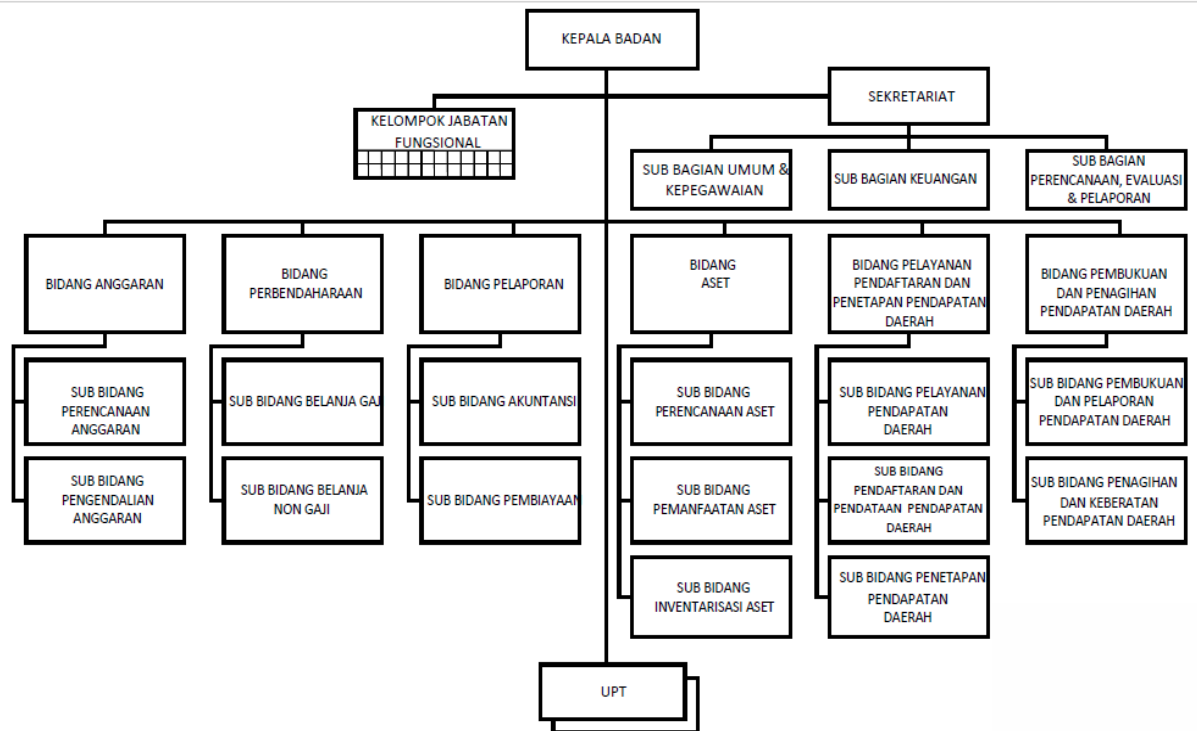 KEPALA BADAN
SEKRETARIAT
KELOMPOK JABATAN
FUNGSIONAL
SUB BAGIAN UMUM &
KEPEGAWAIAN
SUB BAGIAN KEUANGAN
SUB BAGIAN
PERENCANAAN, EVALUASI
& PELAPORAN
BIDANG ANGGARAN
BIDANG
PERBENDAHARAAN
BIDANG PELAPORAN
BIDANG
ASET
BIDANG PELAYANAN
PENDAFTARAN DAN
PENETAPAN PENDAPATAN
DAERAH
BIDANG PEMBUKUAN
DAN PENAGIHAN
PENDAPATAN DAERAH
SUB BIDANG
PERENCANAAN
ANGGARAN
SUB BIDANG BELANJA GAJI
SUB BIDANG AKUNTANSI
SUB BIDANG
PERENCANAAN ASET
SUB BIDANG PELAYANAN
PENDAPATAN
DAERAH
SUB BIDANG PEMBUKUAN
DAN PELAPORAN
PENDAPATAN DAERAH
SUB BIDANG
PENGENDALIAN
ANGGARAN
SUB BIDANG BELANJA
NON GAJI
SUB BIDANG PEMBIAYAAN
SUB BIDANG
PEMANFAATAN ASET
SUB BIDANG
PENDAFTARAN DAN
PENDATAAN PENDAPATAN
DAERAH
SUB BIDANG PENAGIHAN
DAN KEBERATAN
PENDAPATAN DAERAH
SUB BIDANG
INVENTARISASI ASET
SUB BIDANG PENETAPAN
PENDAPATAN
DAERAH
UPT